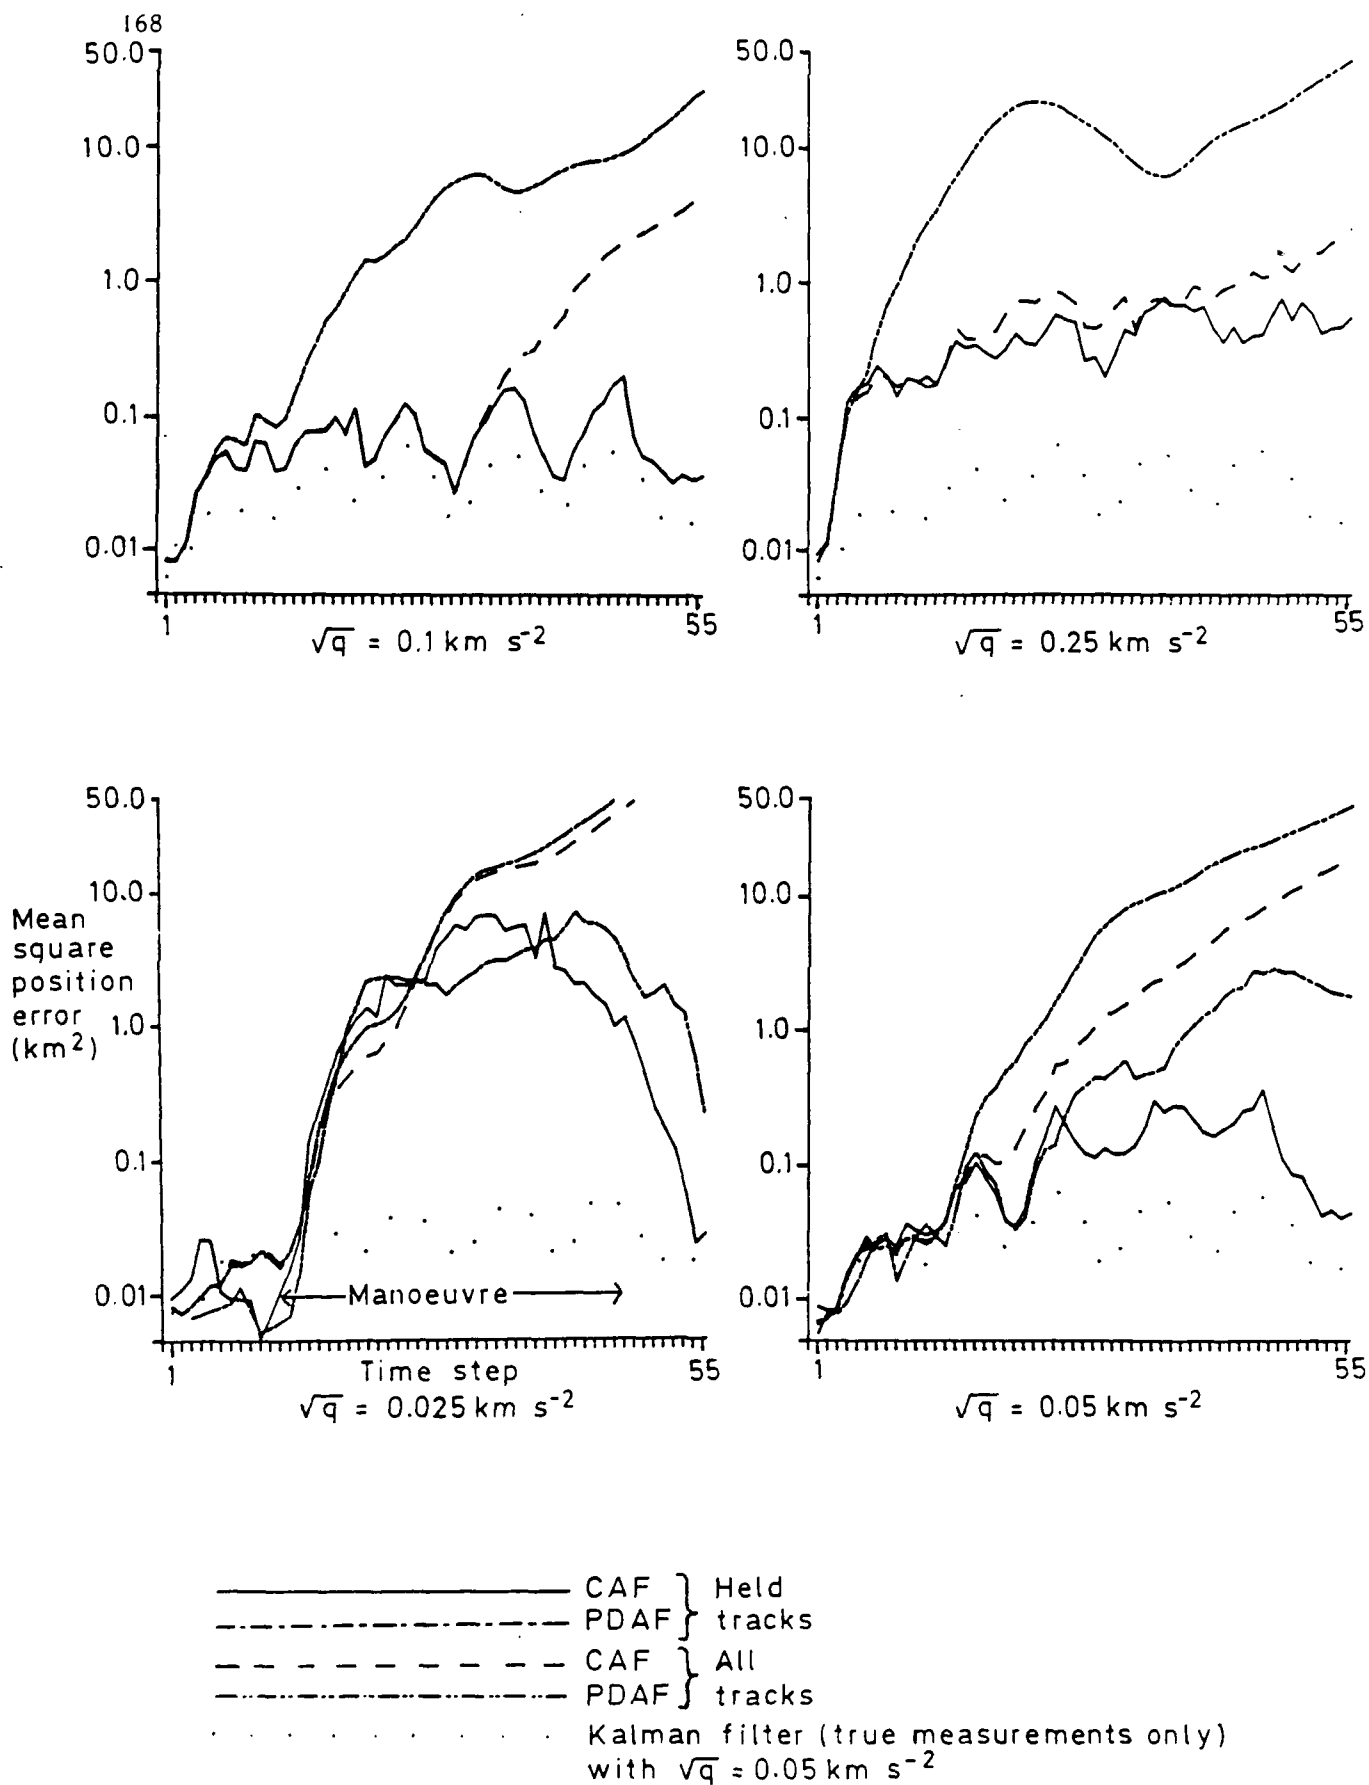 168
50.0
10.0
1.0
0.1
0.01
1
55
√q = 0.1 km s-2
50.0
10.0
1.0
0.1
0.01
1
55
√q = 0.25 km s-2
Mean
square
position
error
(km2)
50.0
10.0
1.0
0.1
0.01
Manoeuvre
1
Time step
55
√q = 0.025 km s-2
50.0
10.0
1.0
0.1
0.01
1
55
√q = 0.05 km s-2
CAF } Held
PDAF } tracks
CAF } All
PDAF } tracks
Kalman filter (true measurements only)
with √q = 0.05 km s-2